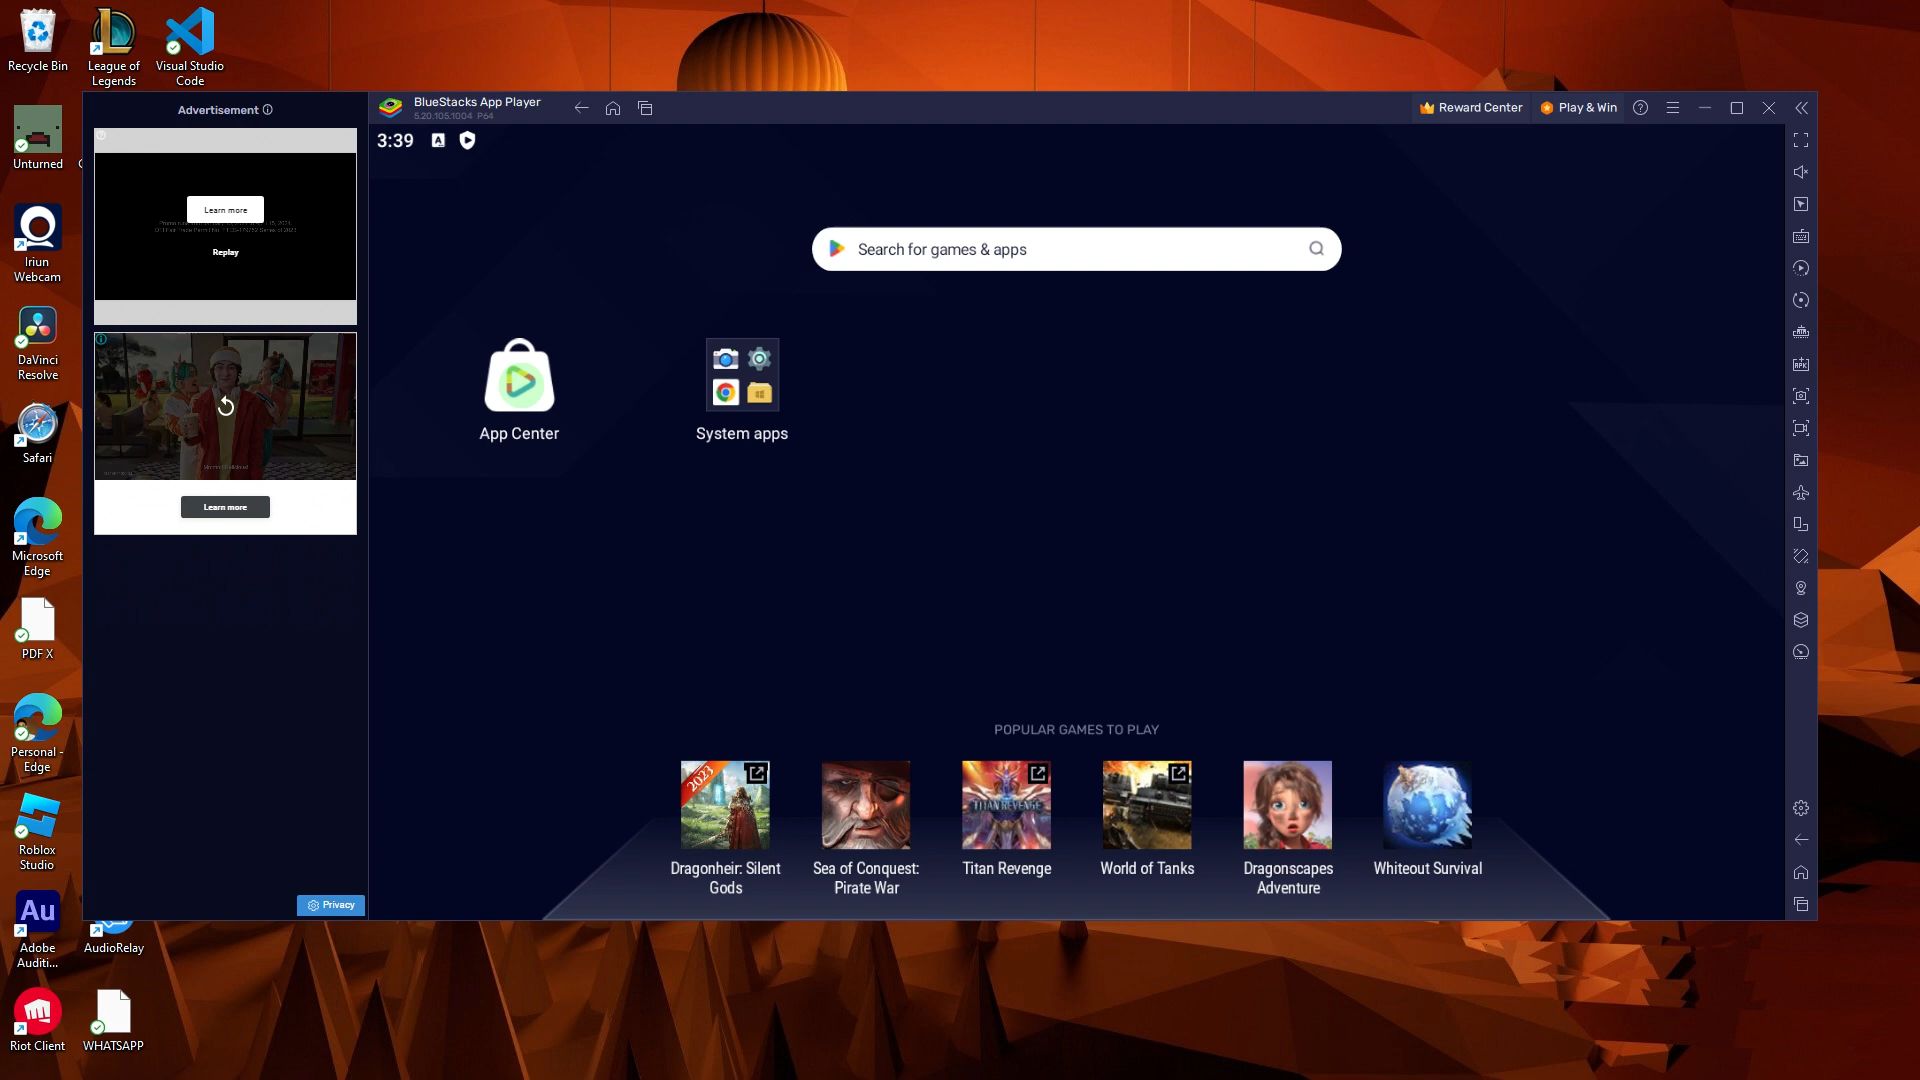 Recycle Bin
League of
Legends
Visual Studio
Code
Unturned
Iriun
Webcam
DaVinci
Resolve
Safari
Microsoft
Edge
PDF X
Personal -
Edge
Roblox
Studio
Au
Adobe
Auditi...
AudioRelay
Riot Client
WHATSAPP
Advertisement
Learn more
Replay
Learn more
Privacy
BlueStacks App Player
5.20.105.1004 P64
Reward Center
Play & Win
3:39
A
Search for games & apps
App Center
System apps
POPULAR GAMES TO PLAY
2023
TITAN REVENGE
Dragonheir: Silent
Gods
Sea of Conquest:
Pirate War
Titan Revenge
World of Tanks
Dragonscapes
Adventure
Whiteout Survival
APK